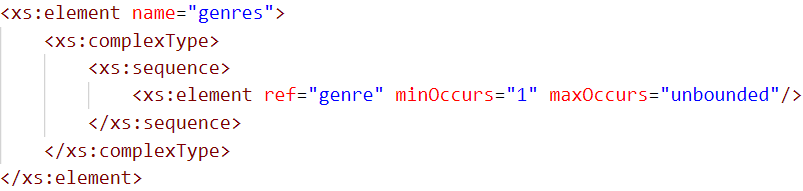 <xs:element name="genres">
    <xs:complexType>
        <xs:sequence>
            <xs:element ref="genre" minOccurs="1" maxOccurs="unbounded"/>
        </xs:sequence>
    </xs:complexType>
</xs:element>